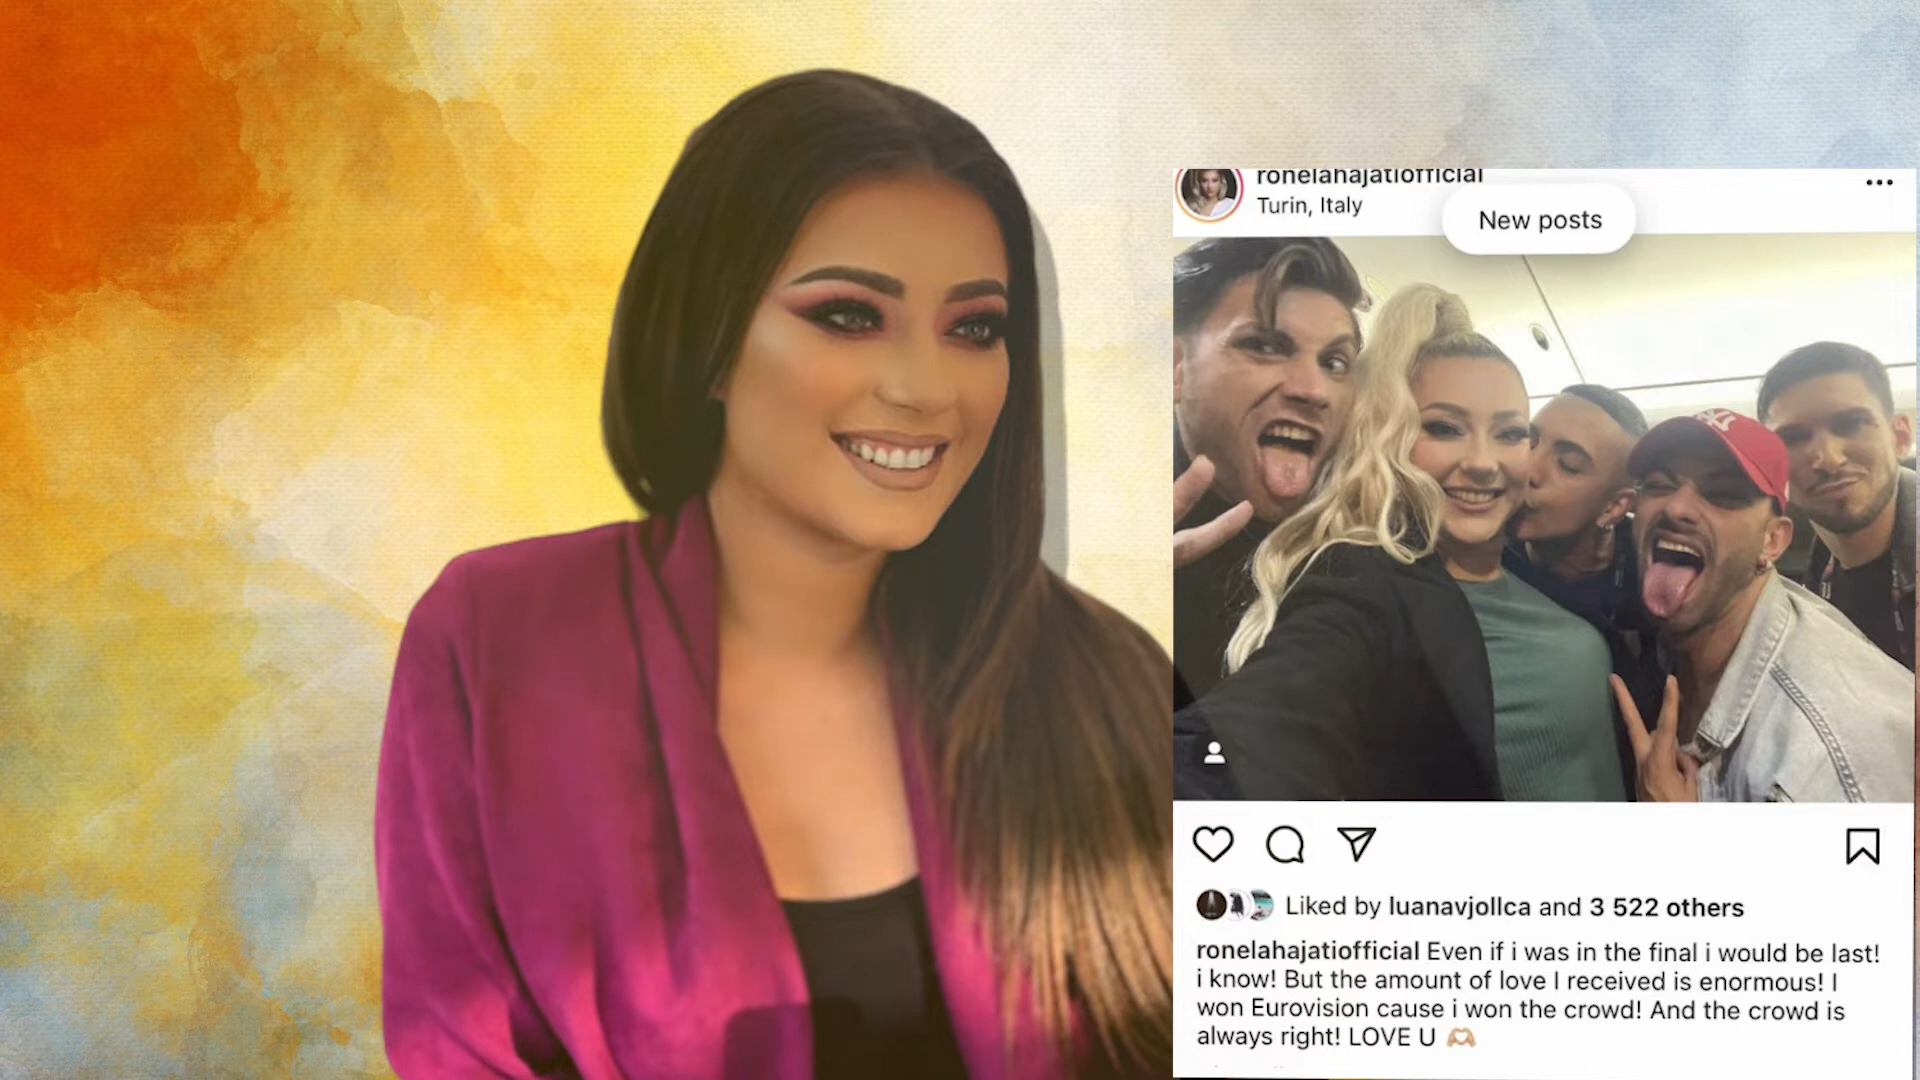 ronelahajatiofficial
Turin, Italy
New posts
Liked by luanavjollca and 3 522 others
ronelahajatiofficial Even if i was in the final i would be last!
i know! But the amount of love I received is enormous! I
won Eurovision cause i won the crowd! And the crowd is
always right! LOVE U 🫶🏼